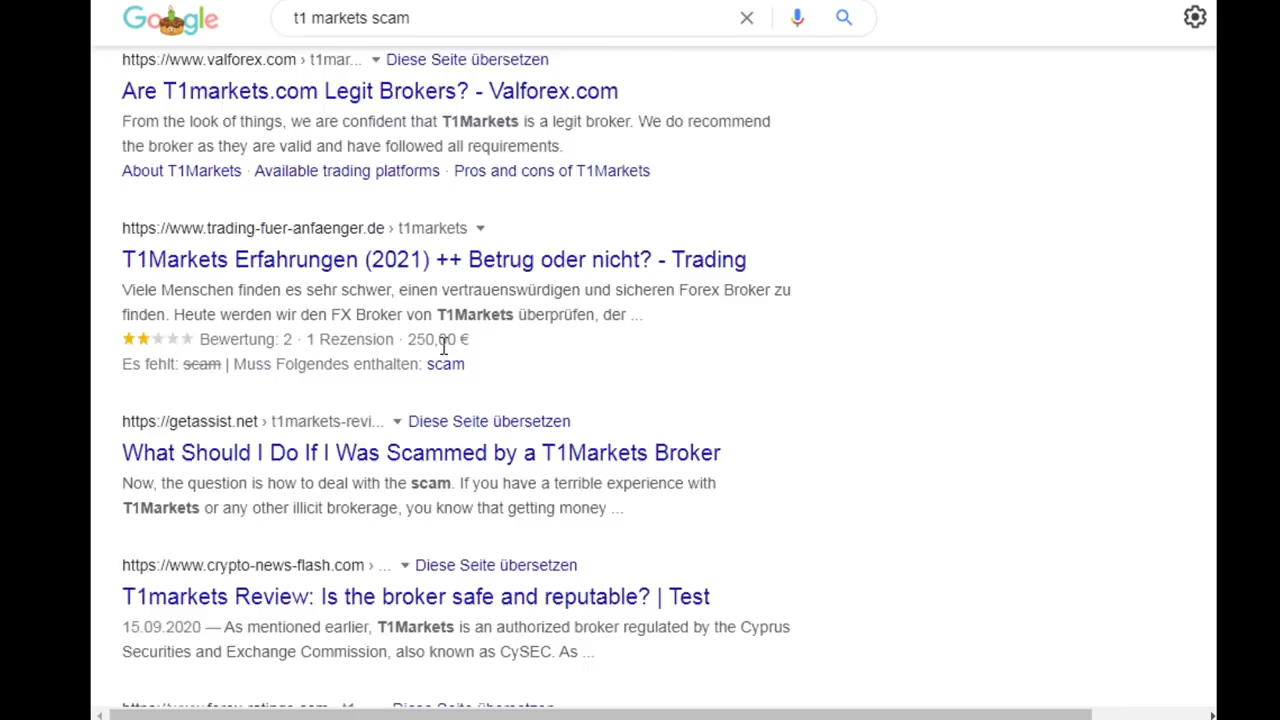 Google
t1 markets scam
https://www.valforex.com › t1mar... Diese Seite übersetzen
Are T1markets.com Legit Brokers? - Valforex.com
From the look of things, we are confident that T1Markets is a legit broker. We do recommend
the broker as they are valid and have followed all requirements.
About T1Markets · Available trading platforms · Pros and cons of T1Markets
https://www.trading-fuer-anfaenger.de › t1markets
T1Markets Erfahrungen (2021) ++ Betrug oder nicht? - Trading
Viele Menschen finden es sehr schwer, einen vertrauenswürdigen und sicheren Forex Broker zu
finden. Heute werden wir den FX Broker von T1Markets überprüfen, der ...
Bewertung: 2 · 1 Rezension · 250,00 €
Es fehlt: scam | Muss Folgendes enthalten: scam
https://getassist.net › t1markets-revi... Diese Seite übersetzen
What Should I Do If I Was Scammed by a T1Markets Broker
Now, the question is how to deal with the scam. If you have a terrible experience with
T1Markets or any other illicit brokerage, you know that getting money ...
https://www.crypto-news-flash.com › ... Diese Seite übersetzen
T1markets Review: Is the broker safe and reputable? | Test
15.09.2020 — As mentioned earlier, T1Markets is an authorized broker regulated by the Cyprus
Securities and Exchange Commission, also known as CySEC. As ...
https://www.forex-ratings.com › t1... Diese Seite übersetzen